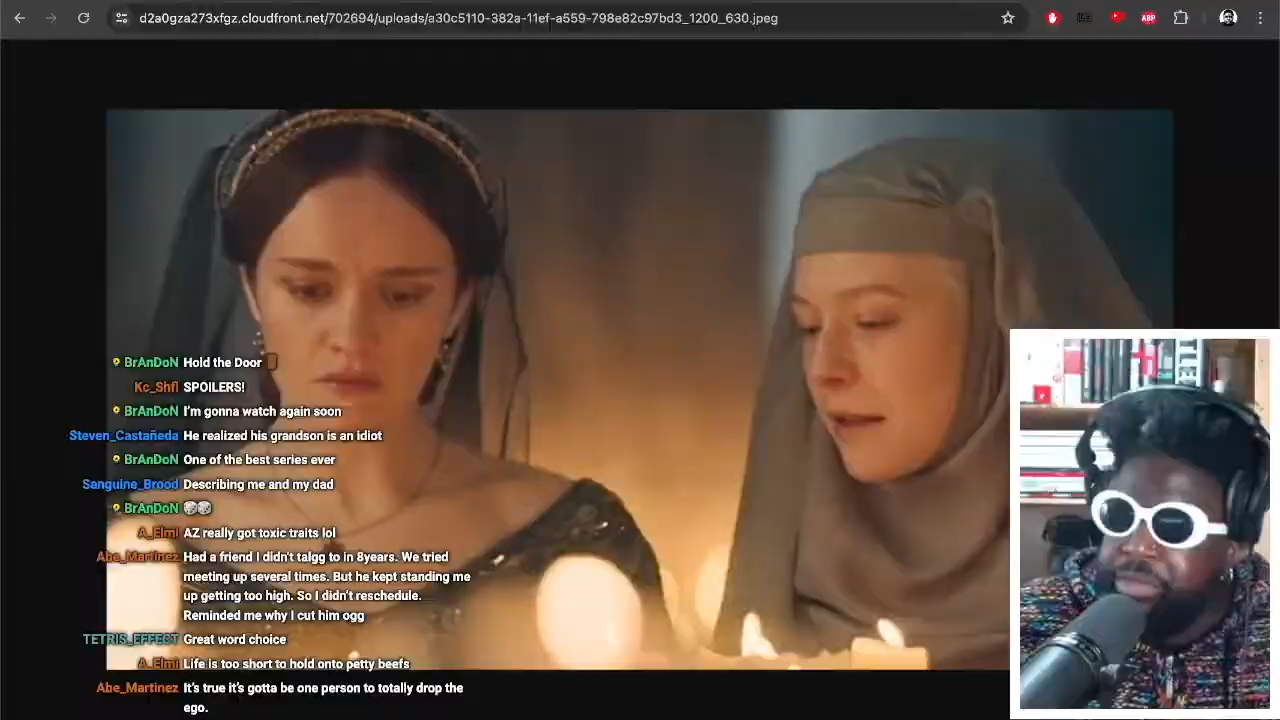 d2a0gza273xfgz.cloudfront.net/702894/uploads/a30c5110-382a-11ef-a559-798e82c97bd3_1200_630.jpeg
ABP
BrAnDoN Hold the Door
Kc_Shfl SPOILERS!
BrAnDoN I'm gonna watch again soon
Steven_Castañeda He realized his grandson is an idiot
BrAnDoN One of the best series ever
Sanguine_Brood Describing me and my dad
BrAnDoN
A_Elmi AZ really got toxic traits lol
Abe_Martinez Had a friend I didn't talgg to in 8years. We tried
meeting up several times. But he kept standing me
up getting too high. So I didn't reschedule.
Reminded me why I cut him ogg
TETRIS_EFFECT Great word choice
A_Elmi Life is too short to hold onto petty beefs
Abe_Martinez It's true it's gotta be one person to totally drop the
ego.